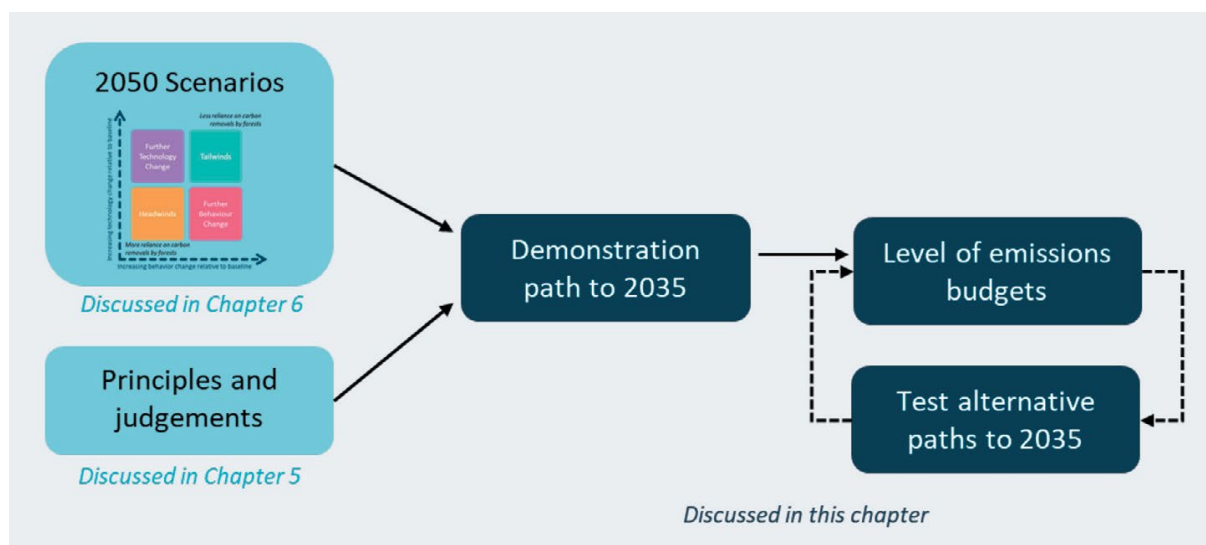 2050 Scenarios
Increasing technology change relative to baseline
Less reliance on carbon
removals by forests
Further
Technology
Change
Tailwinds
Headwinds
Further
Behaviour
Change
More reliance on carbon
removals by forests
Increasing behavior change relative to baseline
Discussed in Chapter 6
Principles and
judgements
Discussed in Chapter 5
Demonstration
path to 2035
Level of emissions
budgets
Test alternative
paths to 2035
Discussed in this chapter